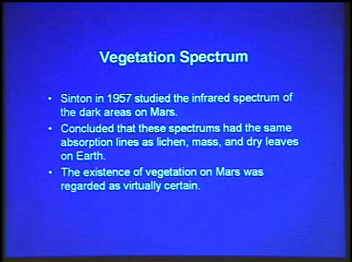 Vegetation Spectrum
• Sinton in 1957 studied the infrared spectrum of
the dark areas on Mars.
• Concluded that these spectrums had the same
absorption lines as lichen, mass, and dry leaves
on Earth.
• The existence of vegetation on Mars was
regarded as virtually certain.